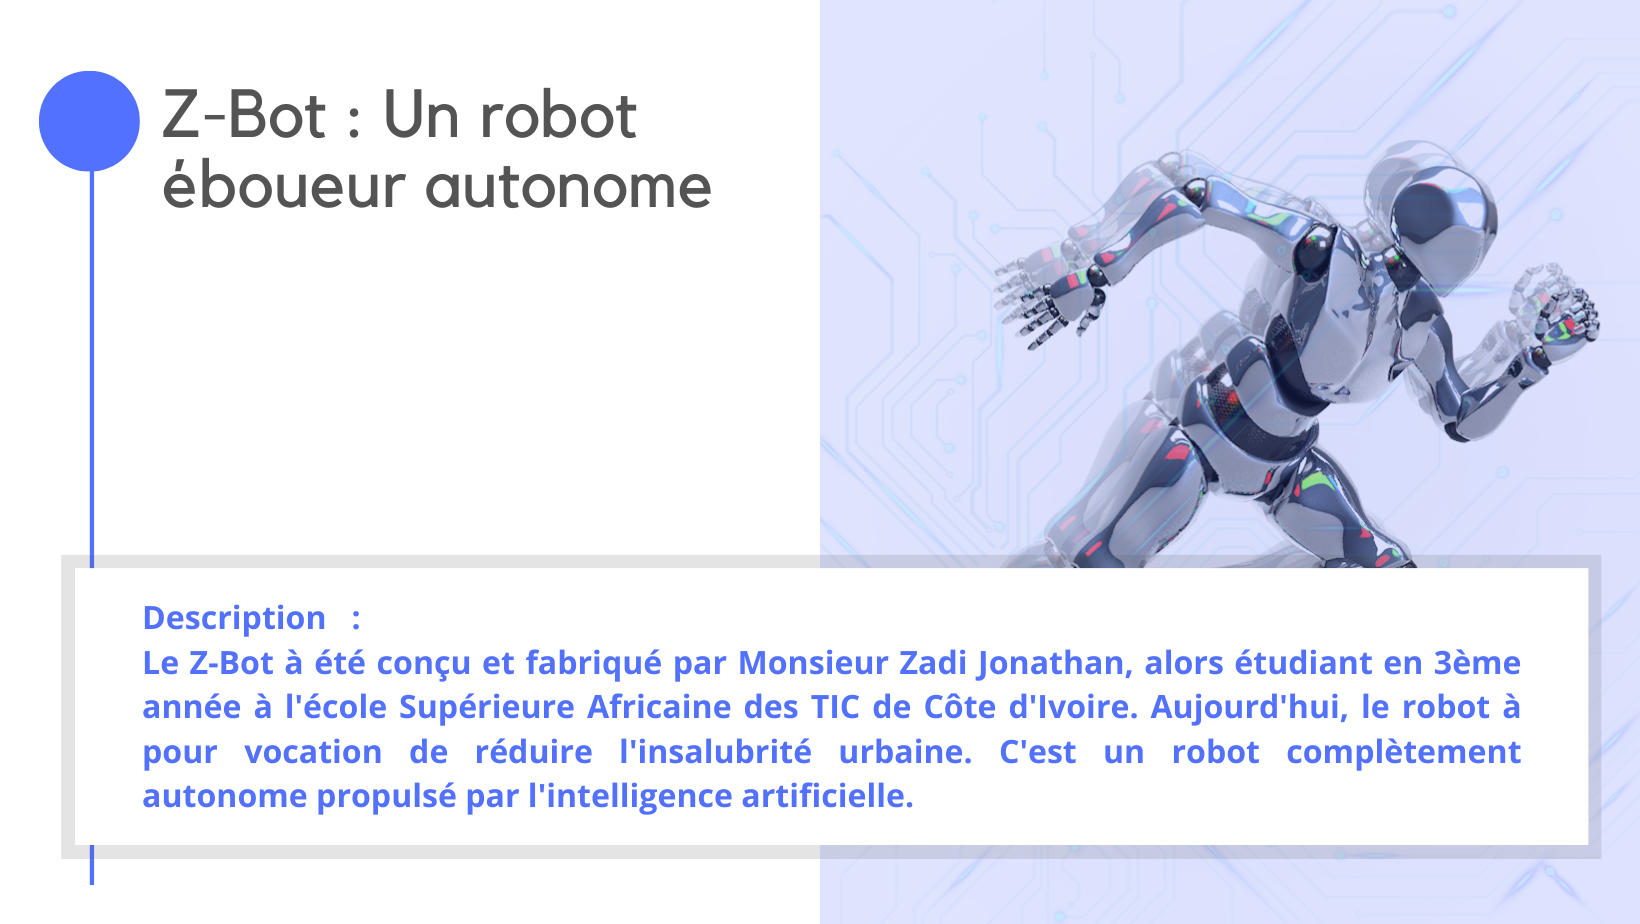 Z-Bot : Un robot
éboueur autonome
Description :
Le Z-Bot à été conçu et fabriqué par Monsieur Zadi Jonathan, alors étudiant en 3ème
année à l'école Supérieure Africaine des TIC de Côte d'Ivoire. Aujourd'hui, le robot à
pour vocation de réduire l'insalubrité urbaine. C'est un robot complètement
autonome propulsé par l'intelligence artificielle.